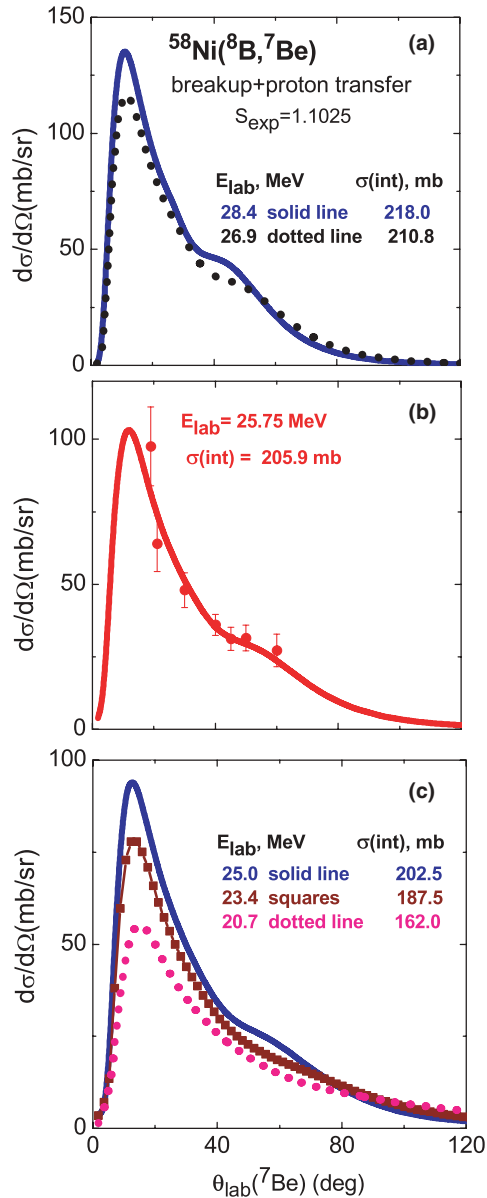 ⁵⁸Ni(⁸B,⁷Be)
(a)
breakup+proton transfer
S_exp=1.1025
E_lab, MeV σ(int), mb
28.4 solid line 218.0
26.9 dotted line 210.8
dσ/dΩ(mb/sr)
150
100
50
0
(b)
E_lab= 25.75 MeV
σ(int) = 205.9 mb
dσ/dΩ(mb/sr)
100
50
0
(c)
E_lab, MeV σ(int), mb
25.0 solid line 202.5
23.4 squares 187.5
20.7 dotted line 162.0
dσ/dΩ(mb/sr)
100
50
0
0 40 80 120
θ_lab(⁷Be) (deg)